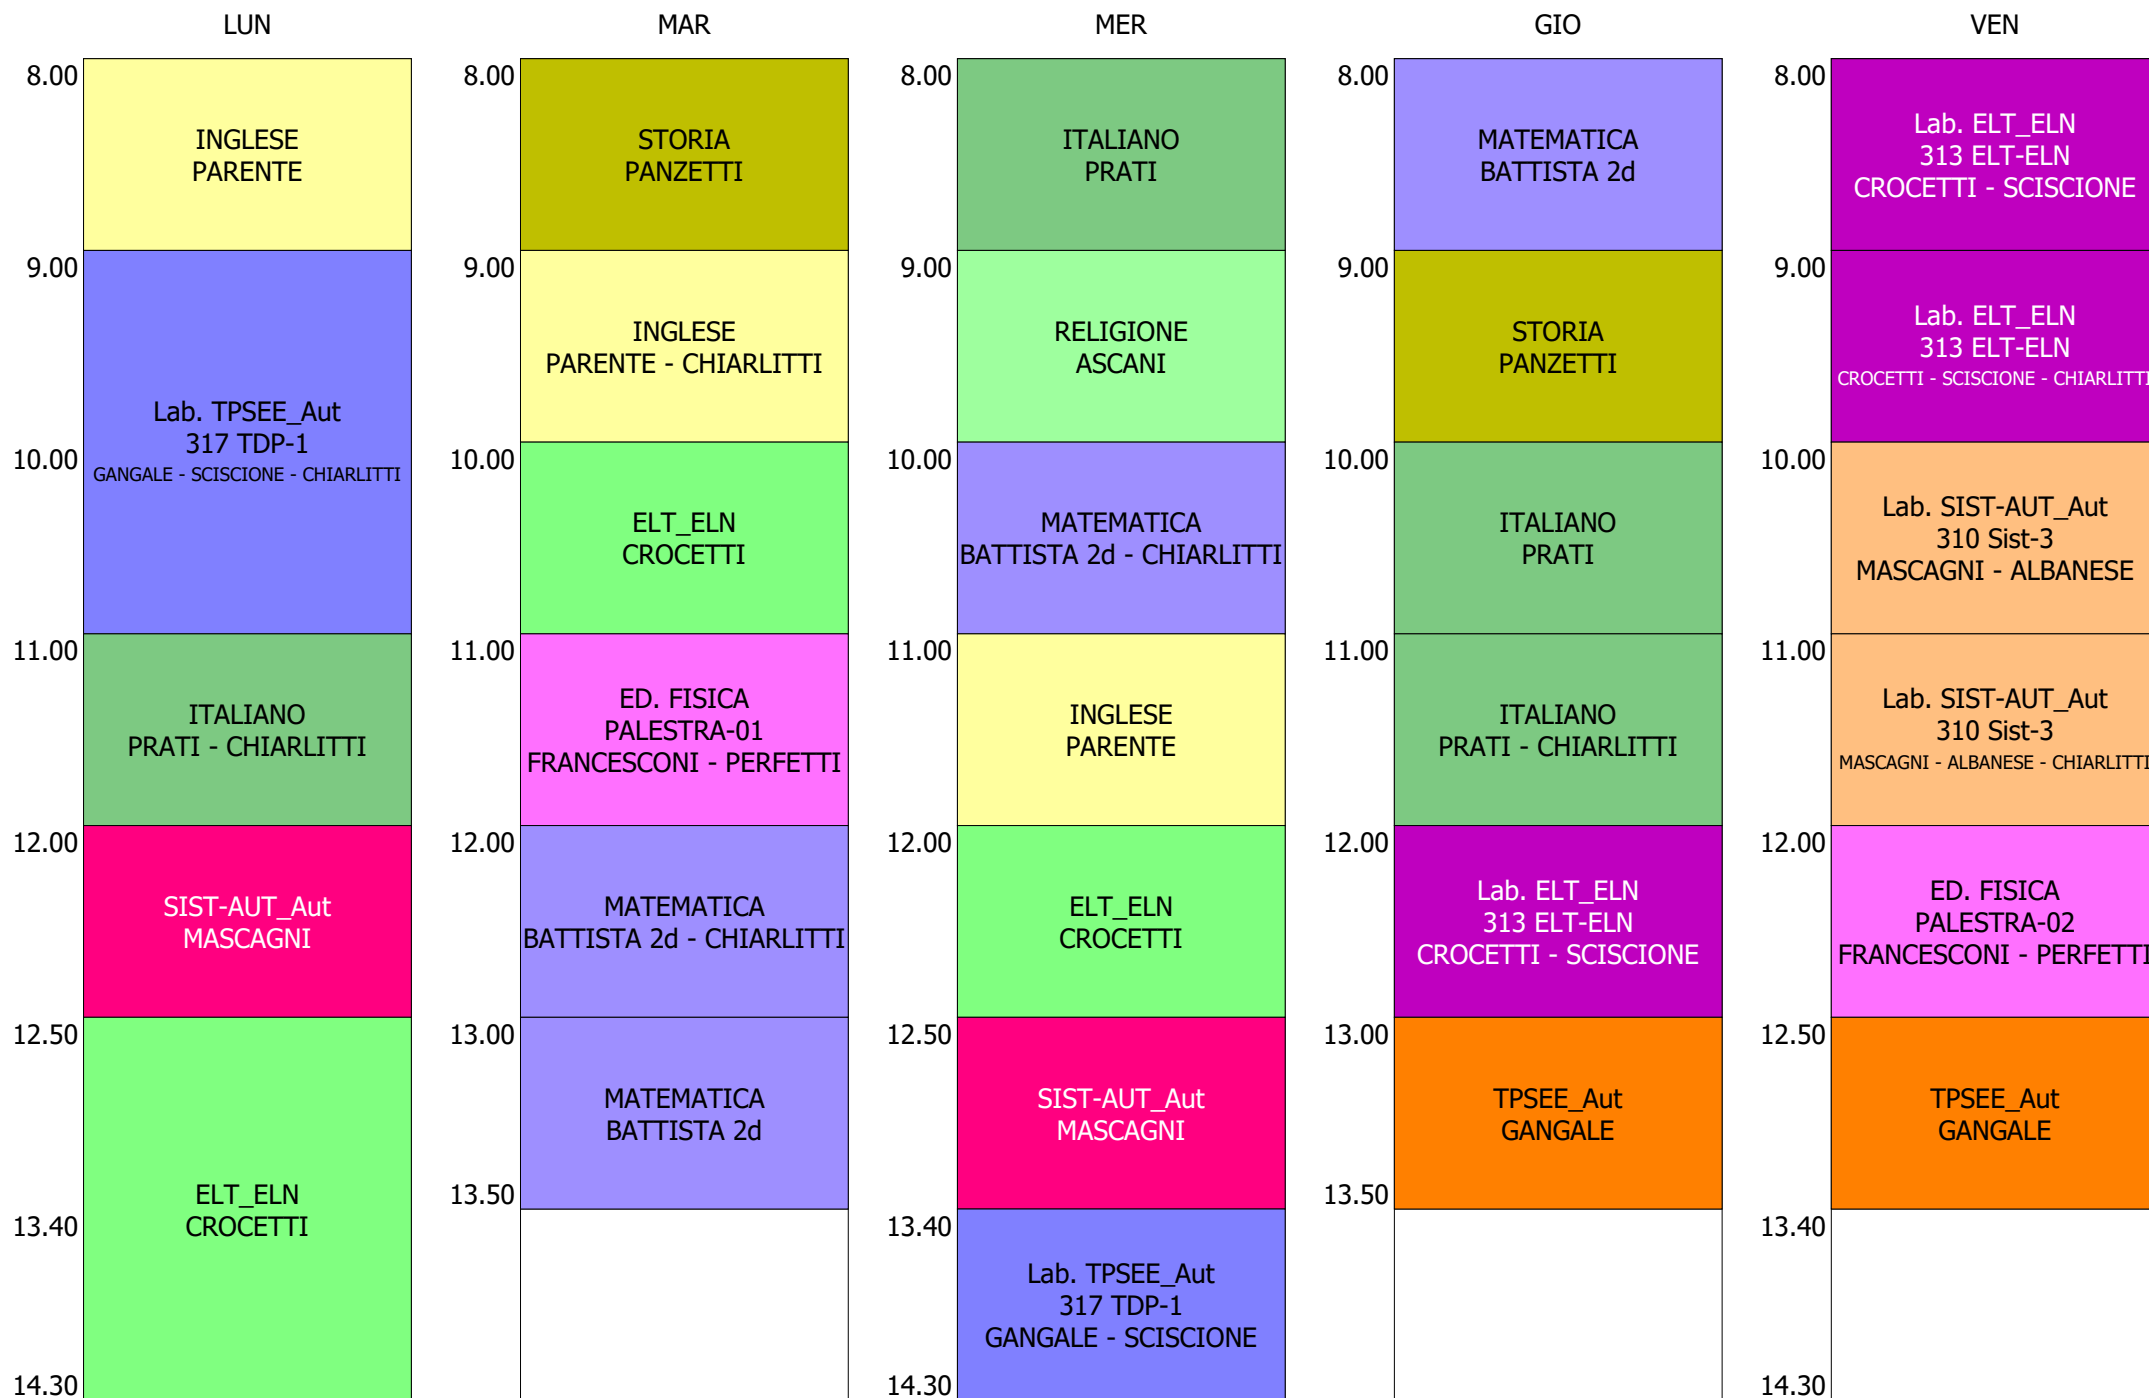 LUN
8.00
INGLESE
PARENTE
9.00
Lab. TPSEE_Aut
317 TDP-1
GANGALE - SCISCIONE - CHIARLITTI
10.00
11.00
ITALIANO
PRATI - CHIARLITTI
12.00
SIST-AUT_Aut
MASCAGNI
12.50
ELT_ELN
CROCETTI
13.40
14.30
MAR
8.00
STORIA
PANZETTI
9.00
INGLESE
PARENTE - CHIARLITTI
10.00
ELT_ELN
CROCETTI
11.00
ED. FISICA
PALESTRA-01
FRANCESCONI - PERFETTI
12.00
MATEMATICA
BATTISTA 2d - CHIARLITTI
13.00
MATEMATICA
BATTISTA 2d
13.50
MER
8.00
ITALIANO
PRATI
9.00
RELIGIONE
ASCANI
10.00
MATEMATICA
BATTISTA 2d - CHIARLITTI
11.00
INGLESE
PARENTE
12.00
ELT_ELN
CROCETTI
12.50
SIST-AUT_Aut
MASCAGNI
13.40
Lab. TPSEE_Aut
317 TDP-1
GANGALE - SCISCIONE
14.30
GIO
8.00
MATEMATICA
BATTISTA 2d
9.00
STORIA
PANZETTI
10.00
ITALIANO
PRATI
11.00
ITALIANO
PRATI - CHIARLITTI
12.00
Lab. ELT_ELN
313 ELT-ELN
CROCETTI - SCISCIONE
13.00
TPSEE_Aut
GANGALE
13.50
VEN
8.00
Lab. ELT_ELN
313 ELT-ELN
CROCETTI - SCISCIONE
9.00
Lab. ELT_ELN
313 ELT-ELN
CROCETTI - SCISCIONE - CHIARLITTI
10.00
Lab. SIST-AUT_Aut
310 Sist-3
MASCAGNI - ALBANESE
11.00
Lab. SIST-AUT_Aut
310 Sist-3
MASCAGNI - ALBANESE - CHIARLITTI
12.00
ED. FISICA
PALESTRA-02
FRANCESCONI - PERFETTI
12.50
TPSEE_Aut
GANGALE
13.40
14.30